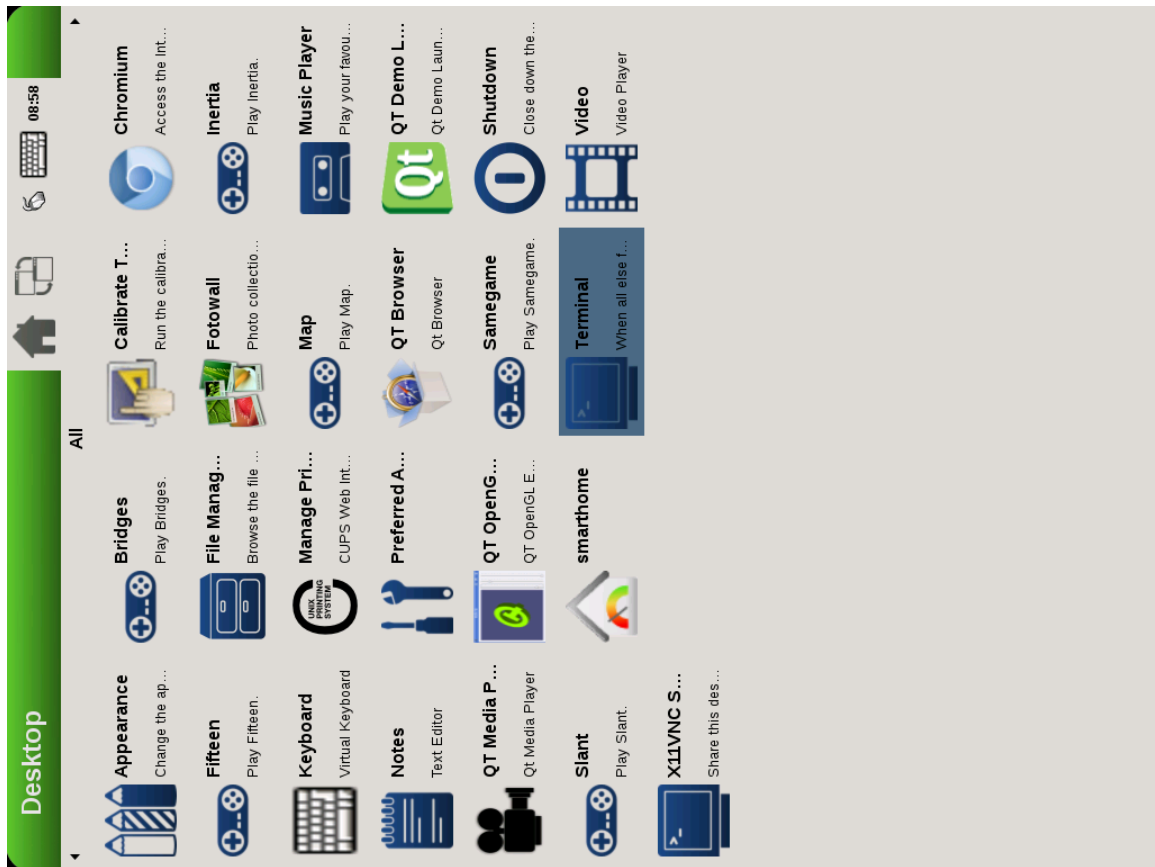 Desktop
08:58
All
Appearance
Change the ap...
Bridges
Play Bridges.
Calibrate T...
Run the calibra...
Chromium
Access the Int...
Fifteen
Play Fifteen.
File Manag...
Browse the file ...
Fotowall
Photo collectio...
Inertia
Play Inertia.
Keyboard
Virtual Keyboard
UNIX
PRINTING
SYSTEM
Manage Pri...
CUPS Web Int...
Map
Play Map.
Music Player
Play your favou...
Notes
Text Editor
Preferred A...
QT Browser
Qt Browser
Qt
QT Demo L...
Qt Demo Laun...
QT Media P...
Qt Media Player
QT OpenG...
QT OpenGL E...
Samegame
Play Samegame.
Shutdown
Close down the...
Slant
Play Slant.
smarthome
>_
Terminal
When all else f...
Video
Video Player
>_
X11VNC S...
Share this des...